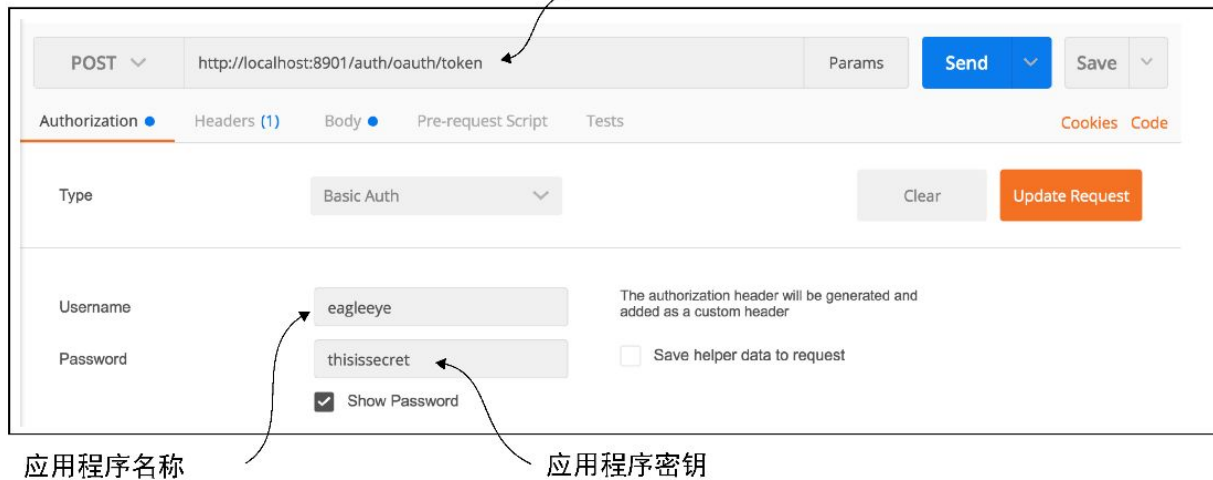 POST http://localhost:8901/auth/oauth/token Params Send Save
Authorization Headers (1) Body Pre-request Script Tests Cookies Code
Type Basic Auth Clear Update Request
Username eagleeye
The authorization header will be generated and
added as a custom header
Password thisissecret Save helper data to request
Show Password
应用程序名称 应用程序密钥